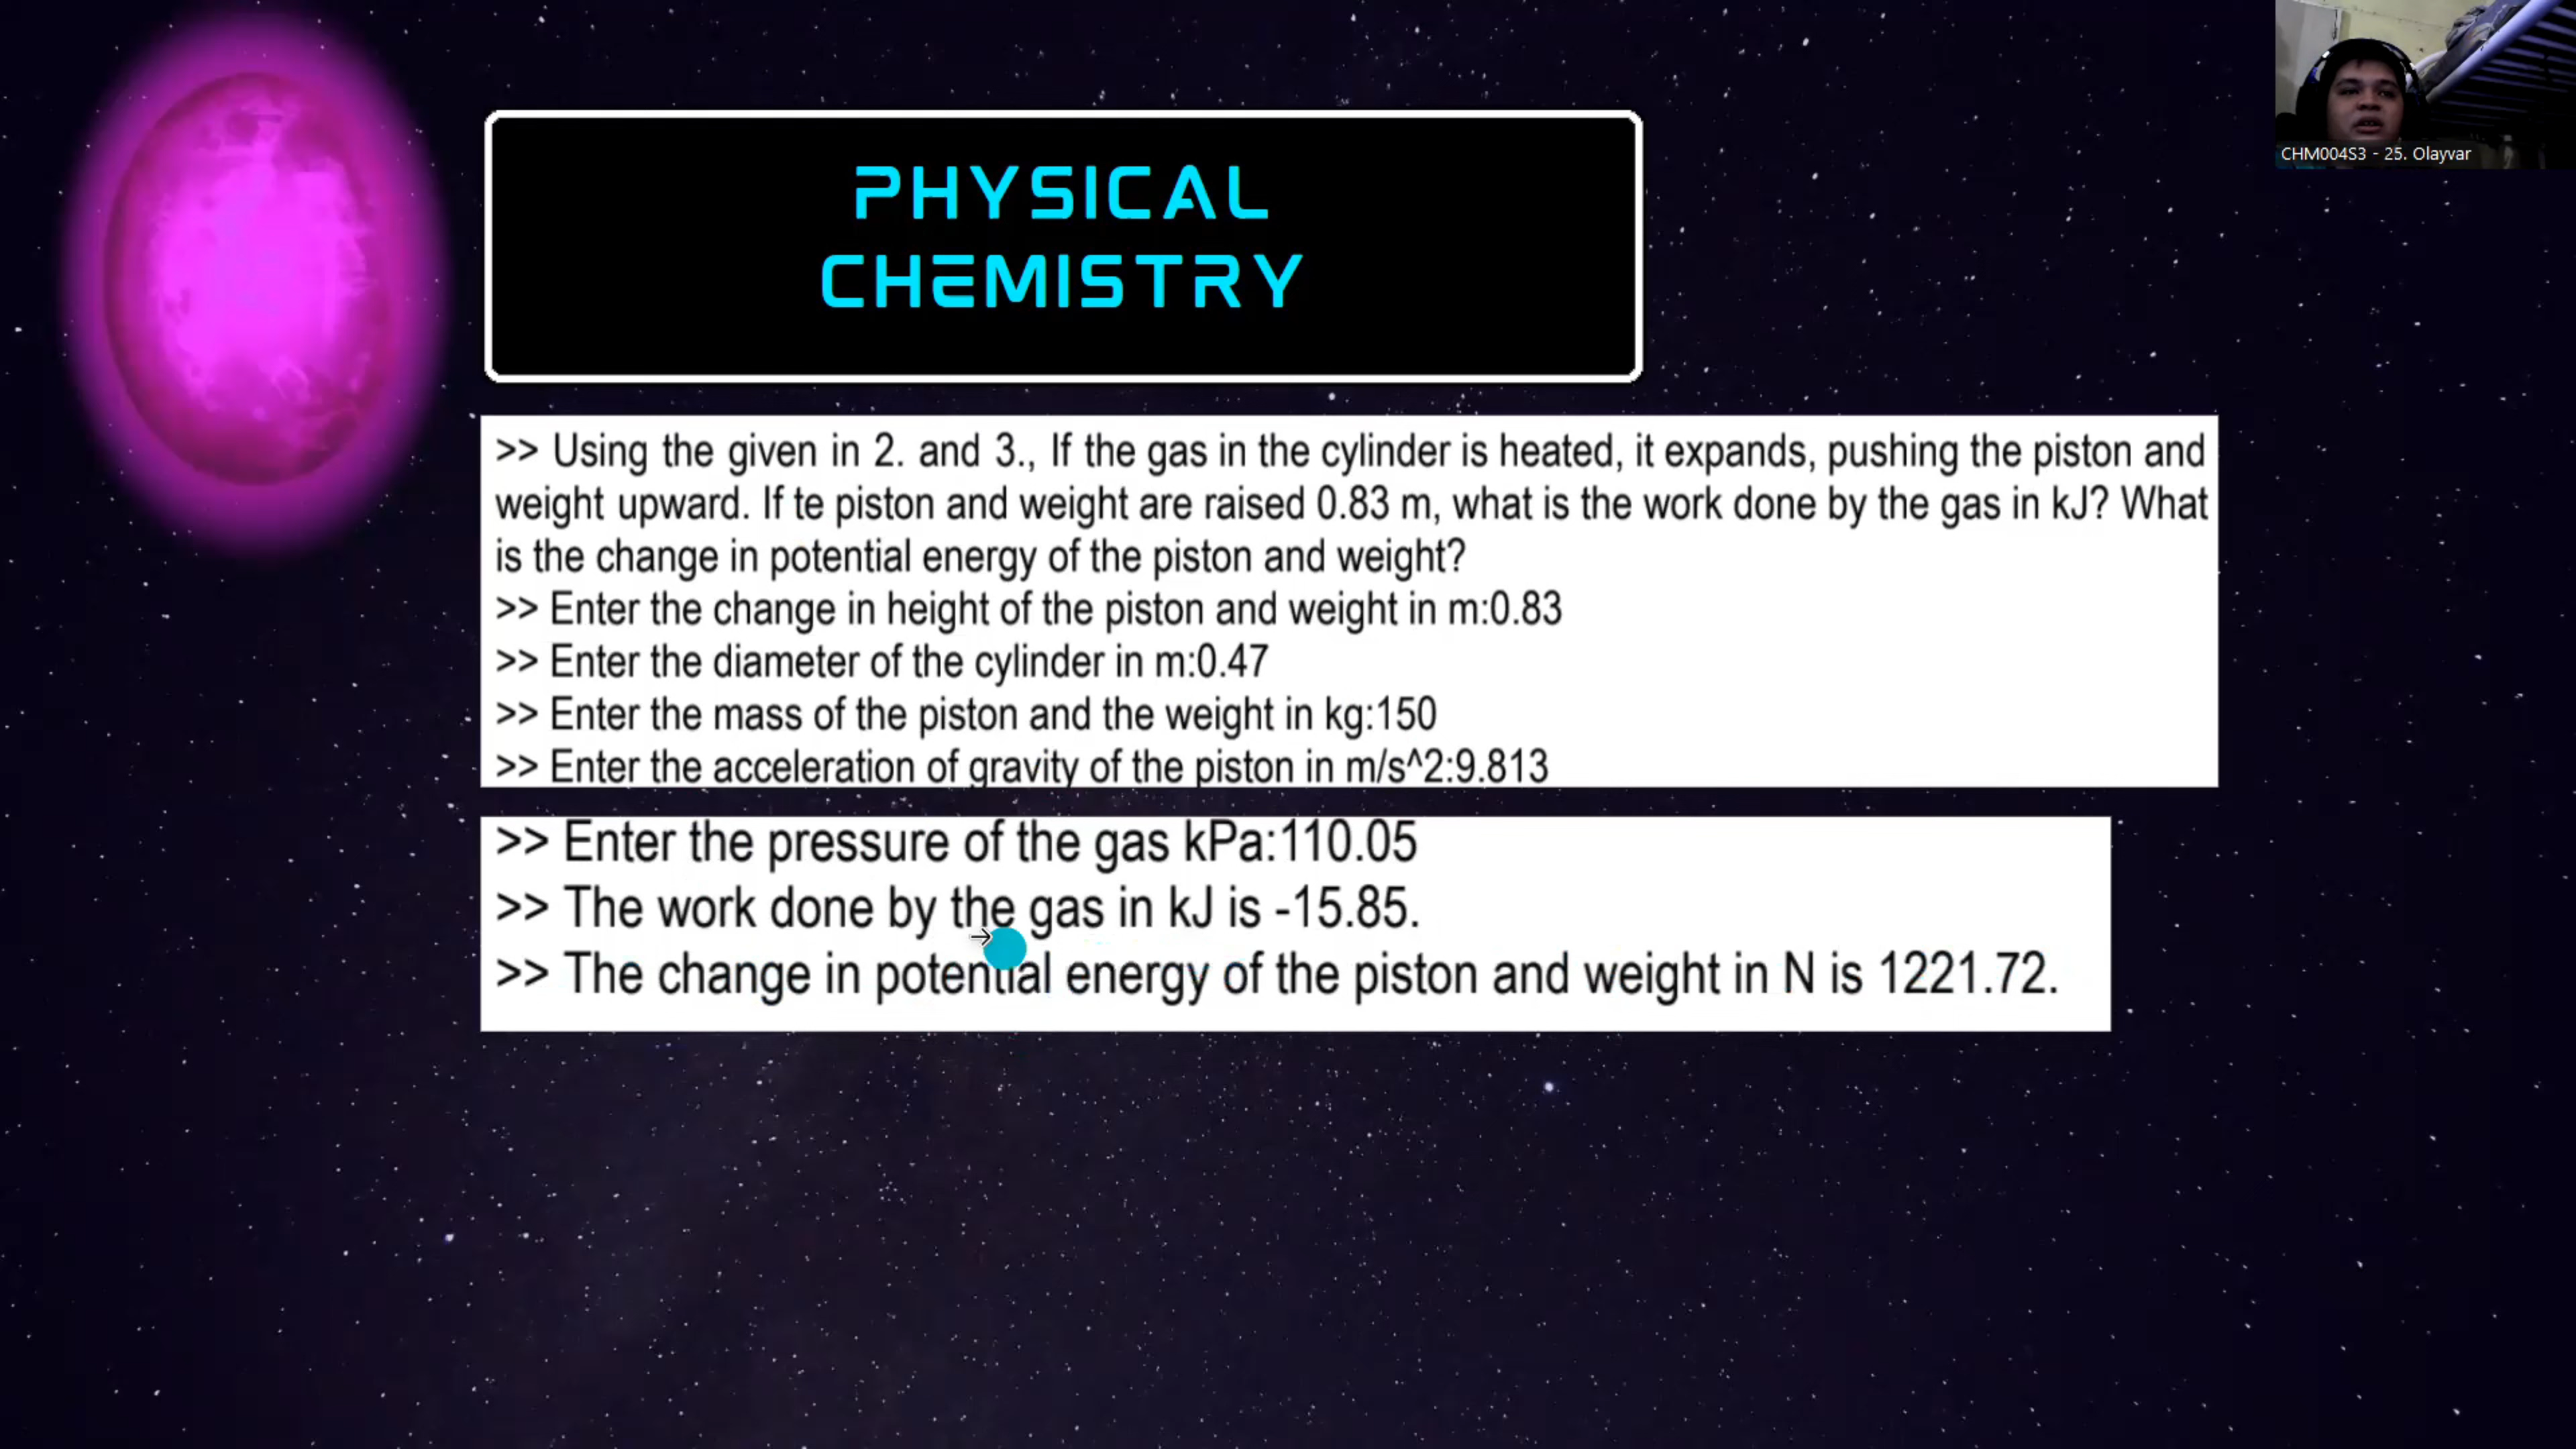 CHM004S3 - 25. Olayvar
PHYSICAL
CHEMISTRY
>> Using the given in 2. and 3., If the gas in the cylinder is heated, it expands, pushing the piston and
weight upward. If te piston and weight are raised 0.83 m, what is the work done by the gas in kJ? What
is the change in potential energy of the piston and weight?
>> Enter the change in height of the piston and weight in m:0.83
>> Enter the diameter of the cylinder in m:0.47
>> Enter the mass of the piston and the weight in kg:150
>> Enter the acceleration of gravity of the piston in m/s^2:9.813
>> Enter the pressure of the gas kPa:110.05
>> The work done by the gas in kJ is -15.85.
>> The change in potential energy of the piston and weight in N is 1221.72.